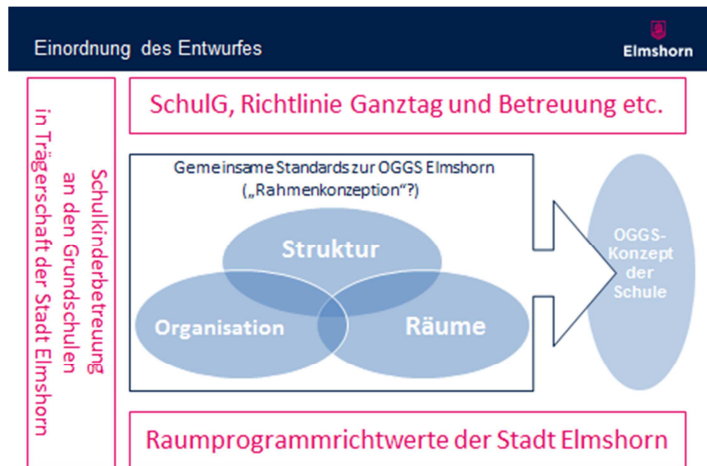 Einordnung des Entwurfes
Elmshorn
Schulkinderbetreuung
an den Grundschulen
in Trägerschaft der Stadt Elmshorn
SchulG, Richtlinie Ganztag und Betreuung etc.
Gemeinsame Standards zur OGGS Elmshorn
(„Rahmenkonzeption“?)
Struktur
Organisation
Räume
OGGS-
Konzept
der
Schule
Raumprogrammrichtwerte der Stadt Elmshorn